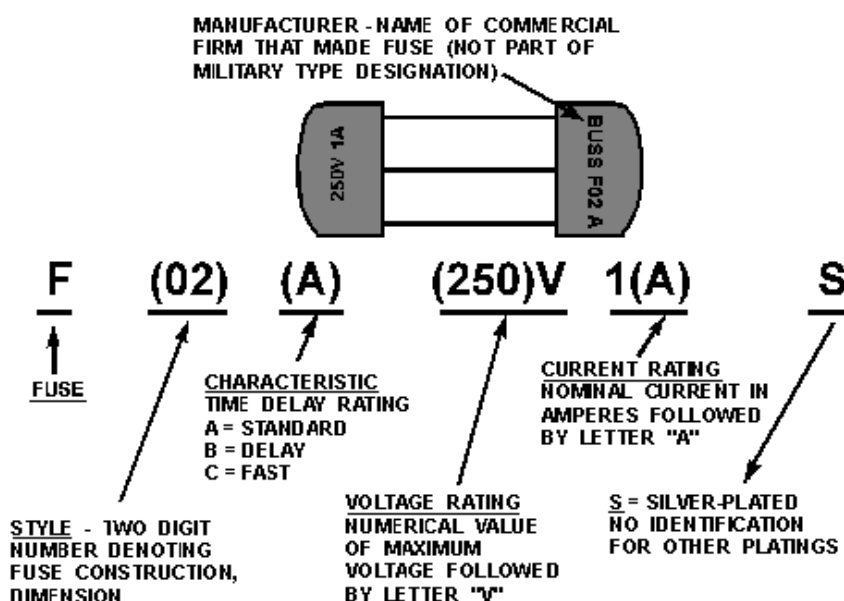 MANUFACTURER - NAME OF COMMERCIAL
FIRM THAT MADE FUSE (NOT PART OF
MILITARY TYPE DESIGNATION)
250V 1A
BUSS F02 A
F (02) (A) (250)V 1(A) S
FUSE
CHARACTERISTIC
TIME DELAY RATING
A = STANDARD
B = DELAY
C = FAST
CURRENT RATING
NOMINAL CURRENT IN
AMPERES FOLLOWED
BY LETTER "A"
STYLE - TWO DIGIT
NUMBER DENOTING
FUSE CONSTRUCTION,
DIMENSION
VOLTAGE RATING
NUMERICAL VALUE
OF MAXIMUM
VOLTAGE FOLLOWED
BY LETTER "V"
S = SILVER-PLATED
NO IDENTIFICATION
FOR OTHER PLATINGS